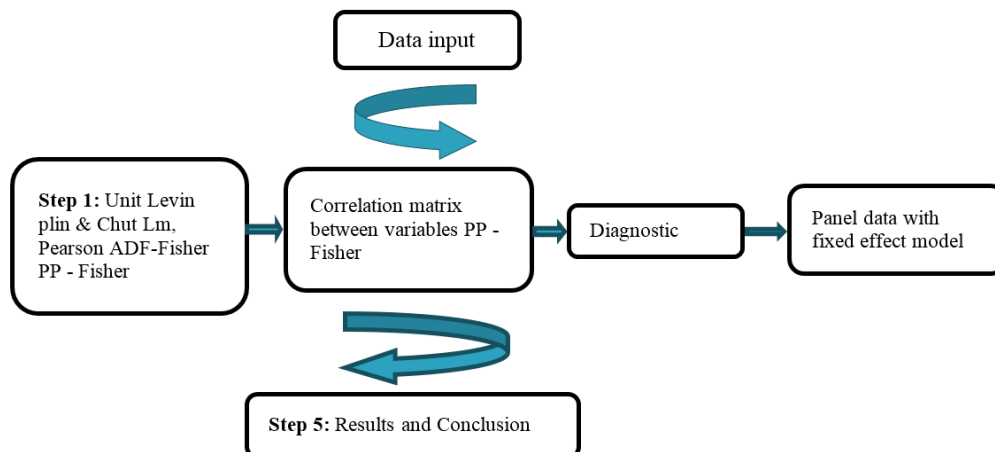 Data input
Step 1: Unit Levin
plin & Chut Lm,
Pearson ADF-Fisher
PP - Fisher
Correlation matrix
between variables PP -
Fisher
Diagnostic
Panel data with
fixed effect model
Step 5: Results and Conclusion